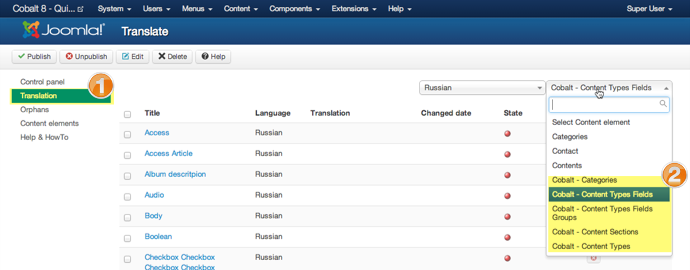 Cobalt 8 - Qui...
System
Users
Menus
Content
Components
Extensions
Help
Super User
Joomla!
Translate
Publish
Unpublish
Edit
Delete
Help
Control panel
Translation
Orphans
Content elements
Help & HowTo
1
Russian
Cobalt - Content Types Fields
Title
Language
Translation
Changed date
State
Access
Russian
Access Article
Russian
Album descritpion
Russian
Audio
Russian
Body
Russian
Boolean
Russian
Checkbox Checkbox
Checkbox Checkbox
Russian
Select Content element
Categories
Contact
Contents
Cobalt - Categories
Cobalt - Content Types Fields
Cobalt - Content Types Fields
Groups
Cobalt - Content Sections
Cobalt - Content Types
2